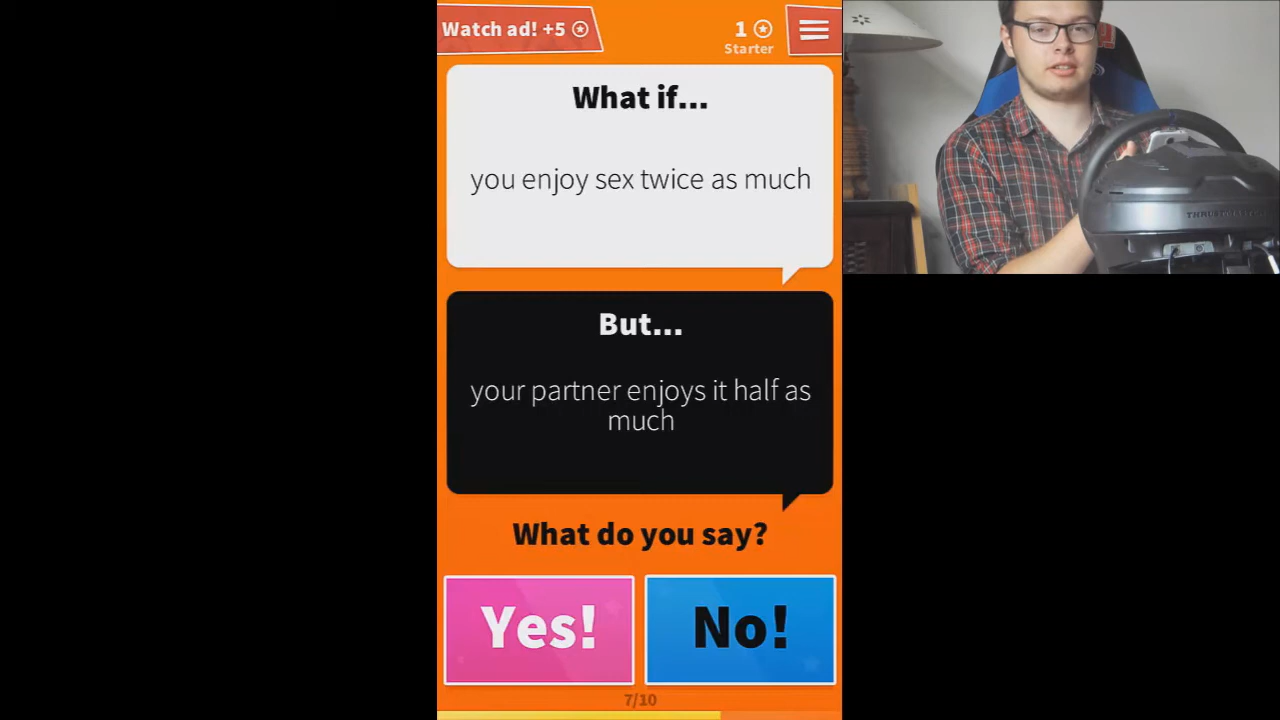 Watch ad! +5
1
Starter
What if...
you enjoy sex twice as much
But...
your partner enjoys it half as
much
What do you say?
Yes!
No!
7/10